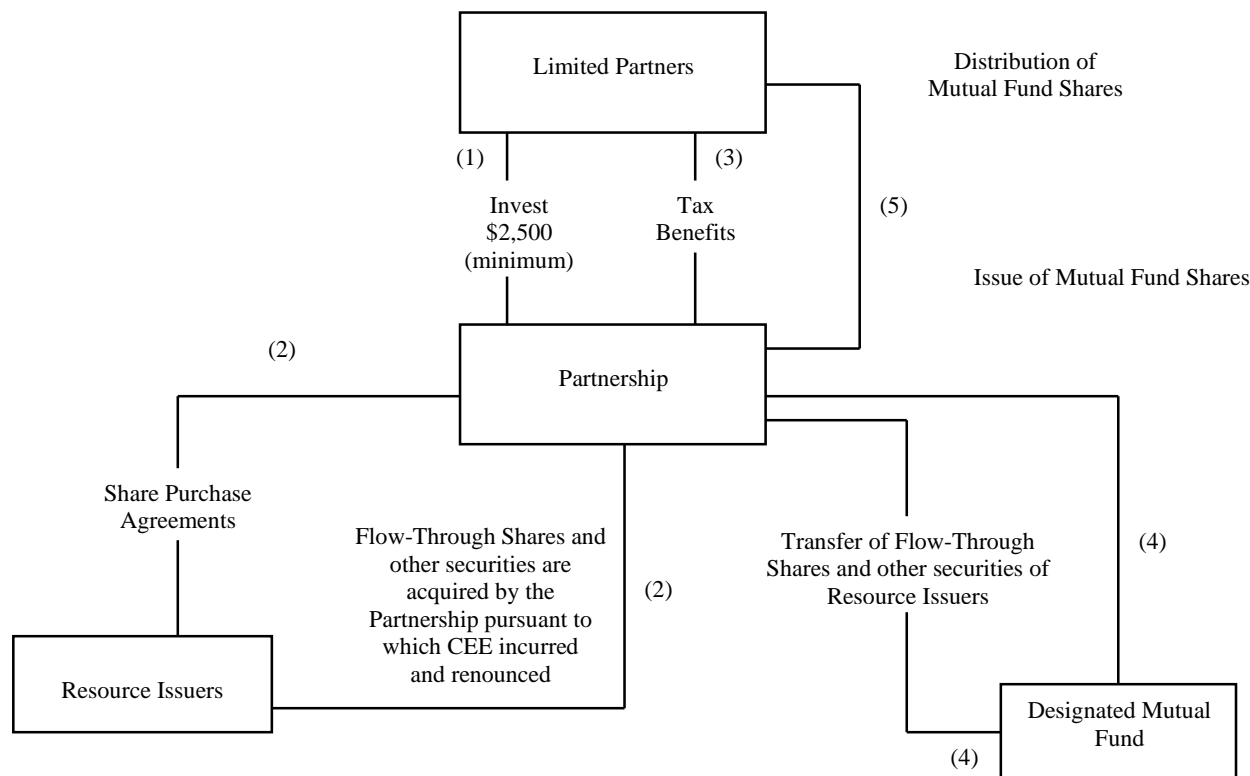 Limited Partners
Distribution of
Mutual Fund Shares
(1)
(3)
Invest
$2,500
(minimum)
Tax
Benefits
(5)
Issue of Mutual Fund Shares
(2)
Partnership
Share Purchase
Agreements
Flow-Through Shares and
other securities are
acquired by the
Partnership pursuant to
which CEE incurred
and renounced
(2)
Transfer of Flow-Through
Shares and other securities of
Resource Issuers
(4)
Resource Issuers
Designated Mutual
Fund
(4)